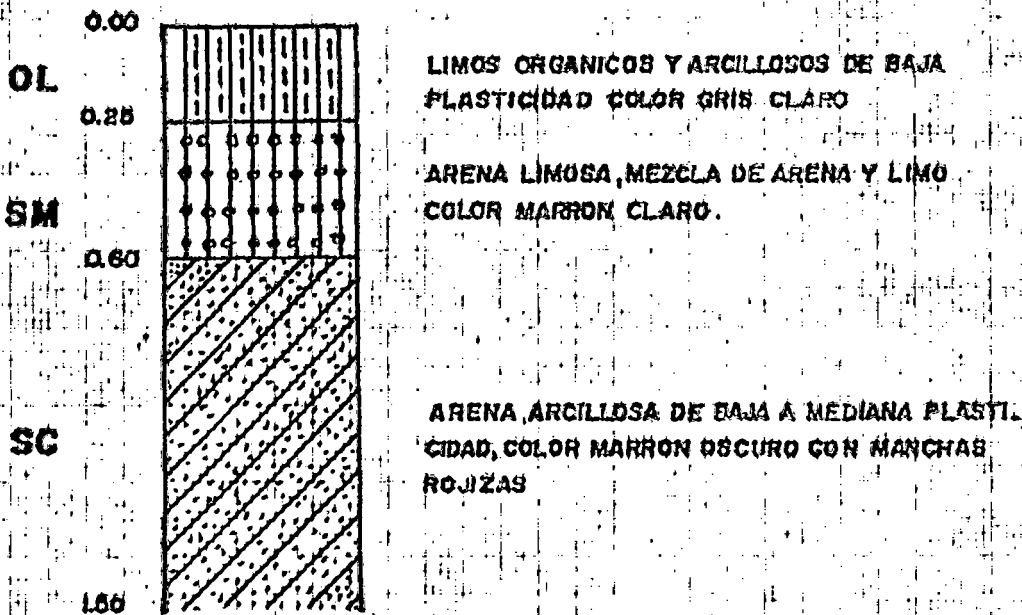 0.00
OL
LIMOS ORGANICOS Y ARCILLOSOS DE BAJA
PLASTICIDAD COLOR GRIS CLARO
0.25
ARENA LIMOSA, MEZCLA DE ARENA Y LIMO
COLOR MARRON CLARO.
SM
0.60
ARENA, ARCILLOSA DE BAJA A MEDIANA PLASTI-
CIDAD, COLOR MARRON OSCURO CON MANCHAS
ROJIZAS
SC
1.50